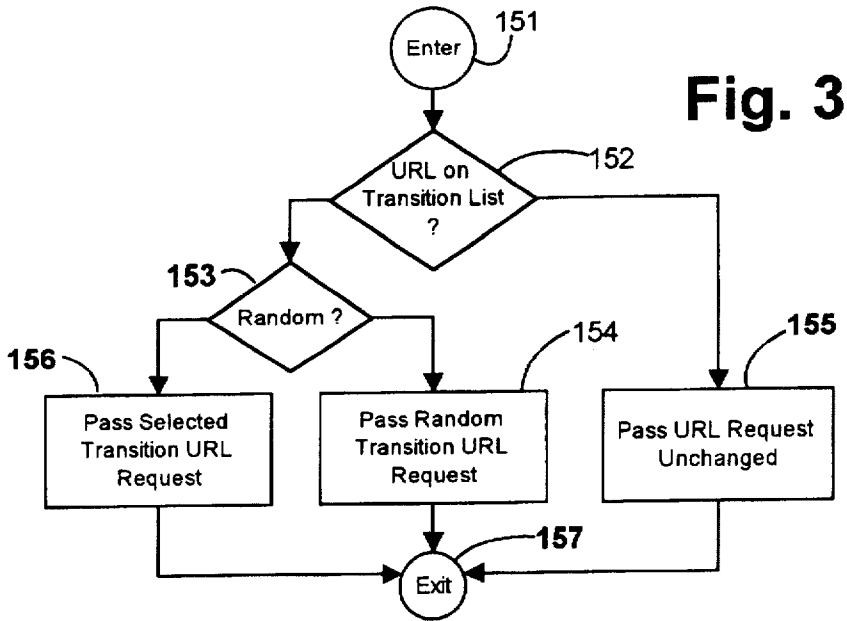 151
Enter
Fig. 3
152
URL on
Transition List
?
153
Random ?
154
155
156
Pass Selected
Transition URL
Request
Pass Random
Transition URL
Request
Pass URL Request
Unchanged
157
Exit